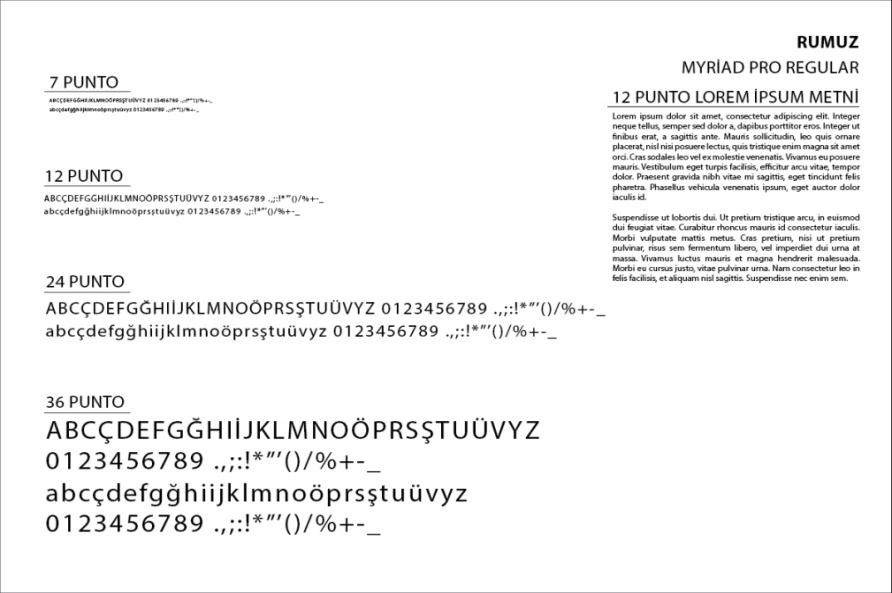 RUMUZ
MYRİAD PRO REGULAR
7 PUNTO
ABCÇDEFGĞHIİJKLMNOÖPRSŞTUÜVYZ 0123456789 .,;:!*"'()/%+-_
abcçdefgğhiijklmnoöprsştuüvyz 0123456789 .,;:!*"'()/%+-_
12 PUNTO
ABCÇDEFGĞHIİJKLMNOÖPRSŞTUÜVYZ 0123456789 .,;:!*"'()/%+-_
abcçdefgğhiijklmnoöprsştuüvyz 0123456789 .,;:!*"'()/%+-_
24 PUNTO
ABCÇDEFGĞHIİJKLMNOÖPRSŞTUÜVYZ 0123456789 .,;:!*"'()/%+-_
abcçdefgğhiijklmnoöprsştuüvyz 0123456789 .,;:!*"'()/%+-_
36 PUNTO
ABCÇDEFGĞHIİJKLMNOÖPRSŞTUÜVYZ
0123456789 .,;:!*"'()/%+-_
abcçdefgğhiijklmnoöprsştuüvyz
0123456789 .,;:!*"'()/%+-_
12 PUNTO LOREM İPSUM METNİ
Lorem ipsum dolor sit amet, consectetur adipiscing elit. Integer
neque tellus, semper sed dolor a, dapibus porttitor eros. Integer ut
finibus erat, a sagittis ante. Mauris sollicitudin, leo quis ornare
placerat, nisl nisi posuere lectus, quis tristique enim magna sit amet
orci. Cras sodales leo vel ex molestie venenatis. Vivamus eu posuere
mauris. Vestibulum eget turpis facilisis, efficitur arcu vitae, tempor
dolor. Praesent gravida nibh vitae mi sagittis, eget tincidunt felis
pharetra. Phasellus vehicula venenatis ipsum, eget auctor dolor
iaculis id.
Suspendisse ut lobortis dui. Ut pretium tristique arcu, in euismod
dui feugiat vitae. Curabitur rhoncus mauris id consectetur iaculis.
Morbi vulputate mattis metus. Cras pretium, nisi ut pretium
pulvinar, risus sem fermentum libero, vel imperdiet dui urna at
massa. Vivamus luctus mauris et magna hendrerit malesuada.
Morbi eu cursus justo, vitae pulvinar urna. Nam consectetur leo in
felis facilisis, et aliquam nisl sagittis. Suspendisse nec enim sem.